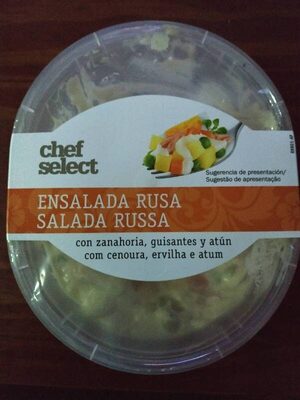 chef
select
Sugerencia de presentación/
Sugestão de apresentação
ENSALADA RUSA
SALADA RUSSA
con zanahoria, guisantes y atún
com cenoura, ervilha e atum